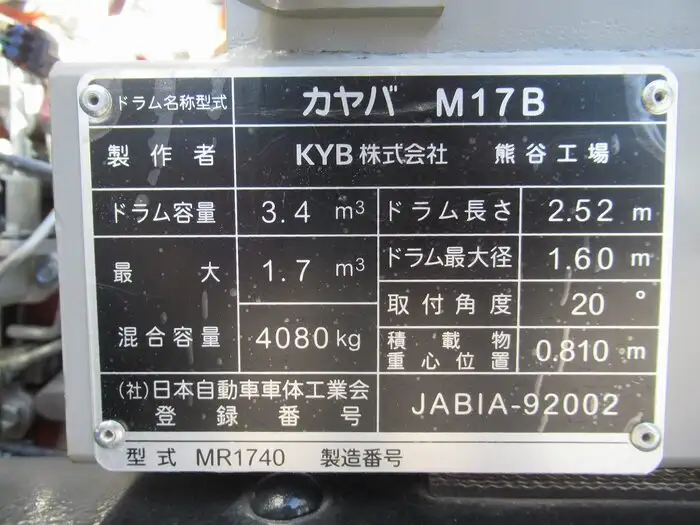 ドラム名称型式 カヤバ M17B
製作者 KYB株式会社 熊谷工場
ドラム容量 3.4 m³ ドラム長さ 2.52 m
最大 1.7 m³ ドラム最大径 1.60 m
混合容量 4080kg 取付角度 20°
積載物重心位置 0.810 m
(社)日本自動車車体工業会
登録番号 JABIA-92002
型式 MR1740 製造番号